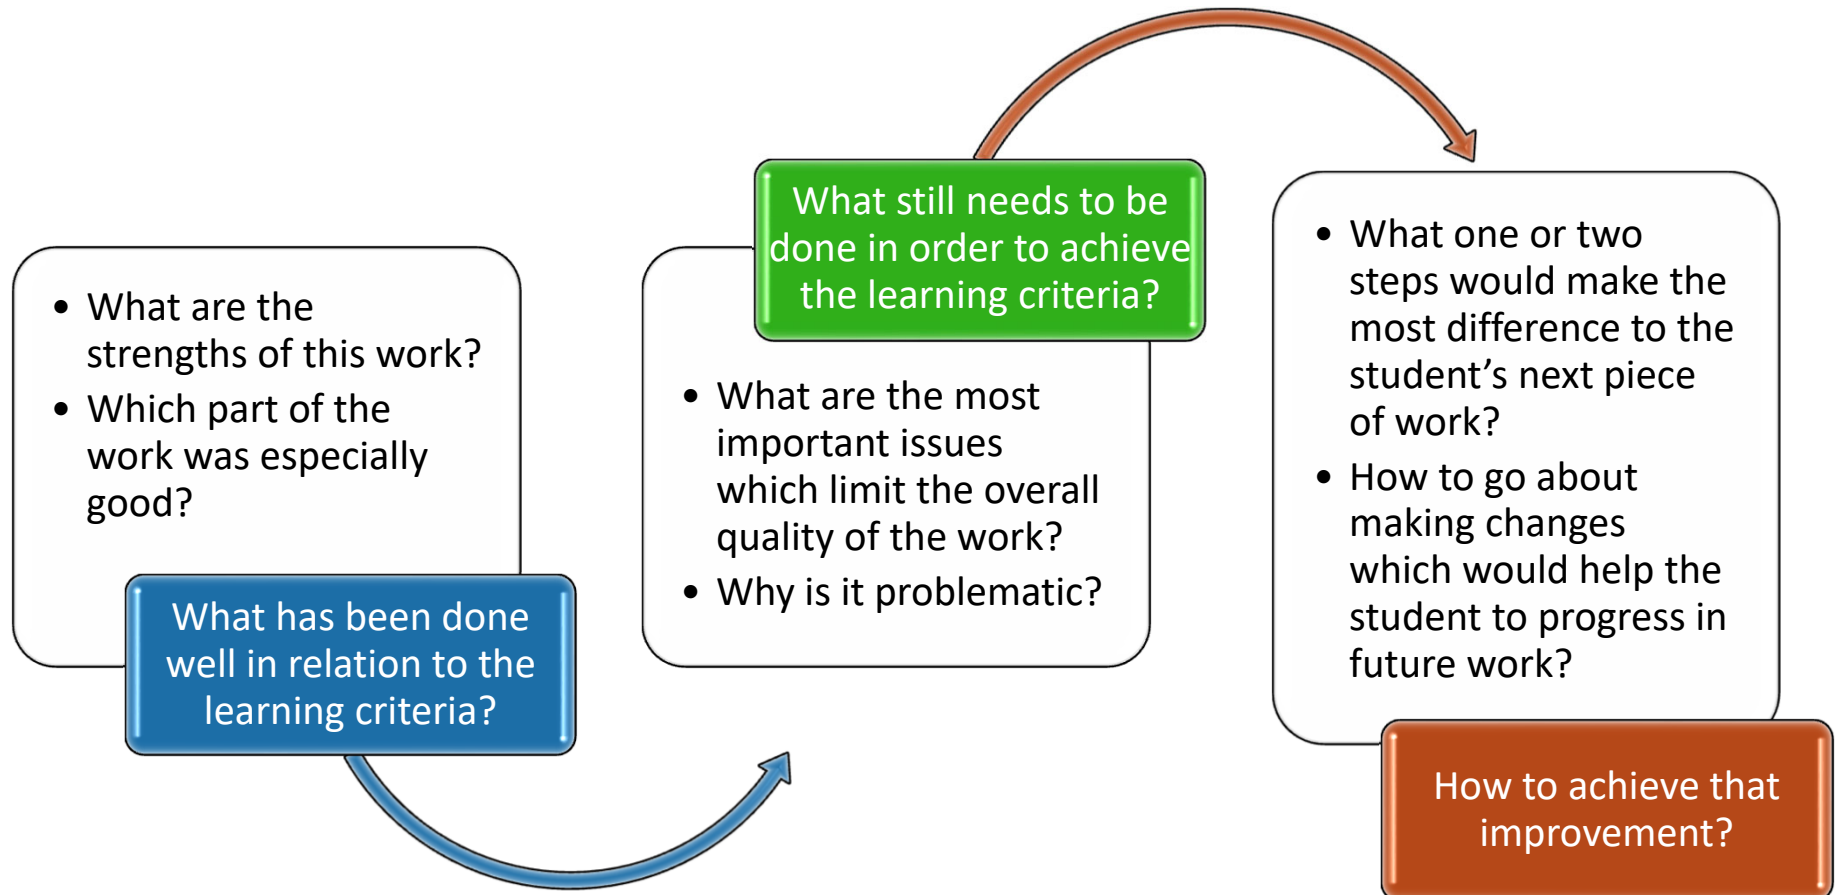 • What are the
strengths of this work?
• Which part of the
work was especially
good?
What has been done
well in relation to the
learning criteria?
What still needs to be
done in order to achieve
the learning criteria?
• What are the most
important issues
which limit the overall
quality of the work?
• Why is it problematic?
• What one or two
steps would make the
most difference to the
student’s next piece
of work?
• How to go about
making changes
which would help the
student to progress in
future work?
How to achieve that
improvement?